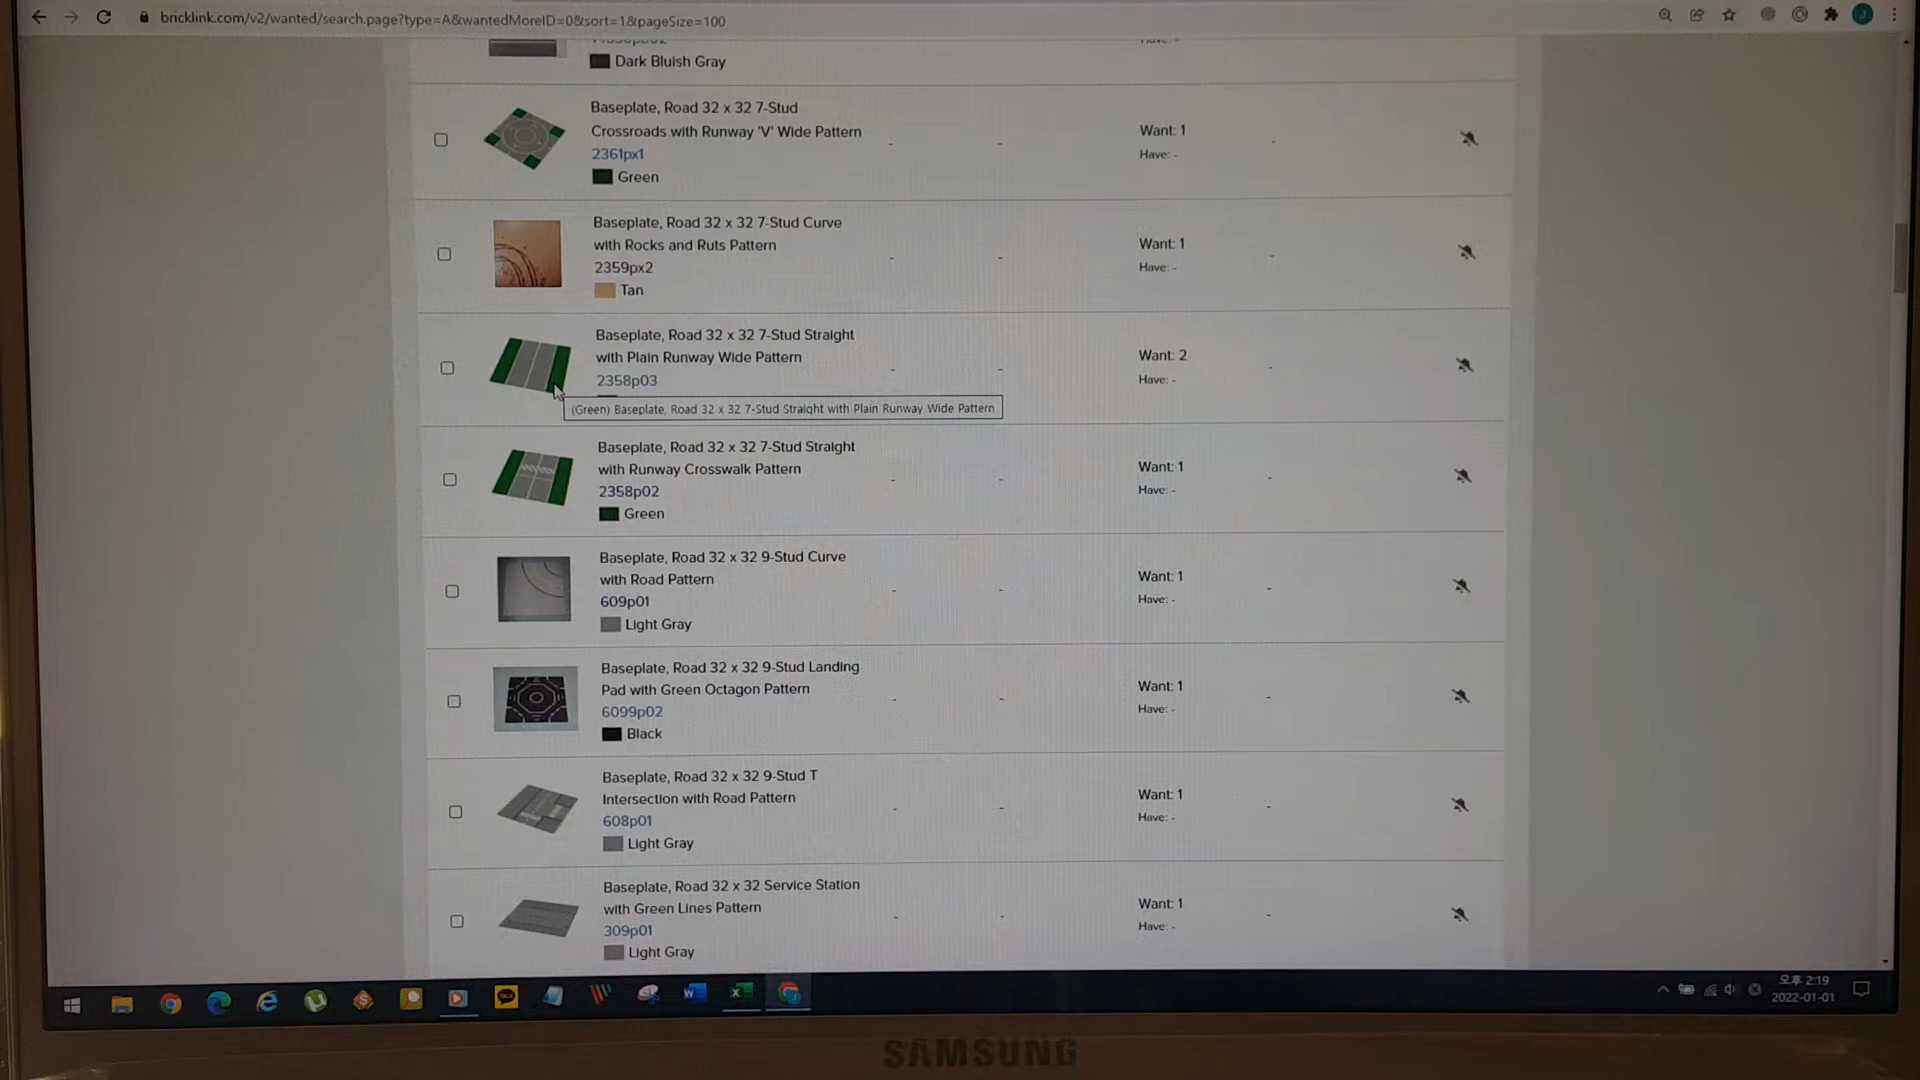 bricklink.com/v2/wanted/search.page?type=A&wantedMoreID=0&sort=1&pageSize=100
Dark Bluish Gray
Baseplate, Road 32 x 32 7-Stud
Crossroads with Runway 'V' Wide Pattern
2361px1
Green
- -
Want: 1
Have: -
-
Baseplate, Road 32 x 32 7-Stud Curve
with Rocks and Ruts Pattern
2359px2
Tan
- -
Want: 1
Have: -
-
Baseplate, Road 32 x 32 7-Stud Straight
with Plain Runway Wide Pattern
2358p03
- -
Want: 2
Have: -
-
(Green) Baseplate, Road 32 x 32 7-Stud Straight with Plain Runway Wide Pattern
Baseplate, Road 32 x 32 7-Stud Straight
with Runway Crosswalk Pattern
2358p02
Green
- -
Want: 1
Have: -
-
Baseplate, Road 32 x 32 9-Stud Curve
with Road Pattern
609p01
Light Gray
- -
Want: 1
Have: -
-
Baseplate, Road 32 x 32 9-Stud Landing
Pad with Green Octagon Pattern
6099p02
Black
- -
Want: 1
Have: -
-
Baseplate, Road 32 x 32 9-Stud T
Intersection with Road Pattern
608p01
Light Gray
- -
Want: 1
Have: -
-
Baseplate, Road 32 x 32 Service Station
with Green Lines Pattern
309p01
Light Gray
- -
Want: 1
Have: -
-
TALK
오후 2:19
2022-01-01
SAMSUNG